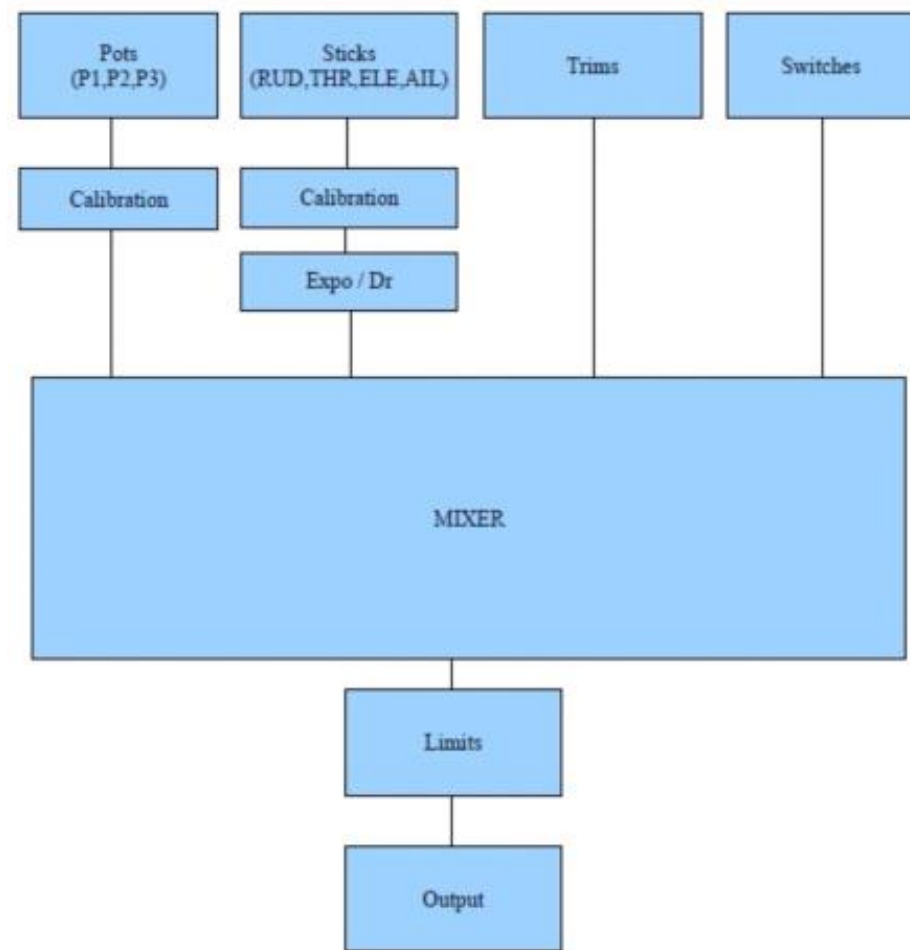 Pots
(P1,P2,P3)
Sticks
(RUD,THR,ELE,AIL)
Trims
Switches
Calibration
Calibration
Expo / Dr
MIXER
Limits
Output